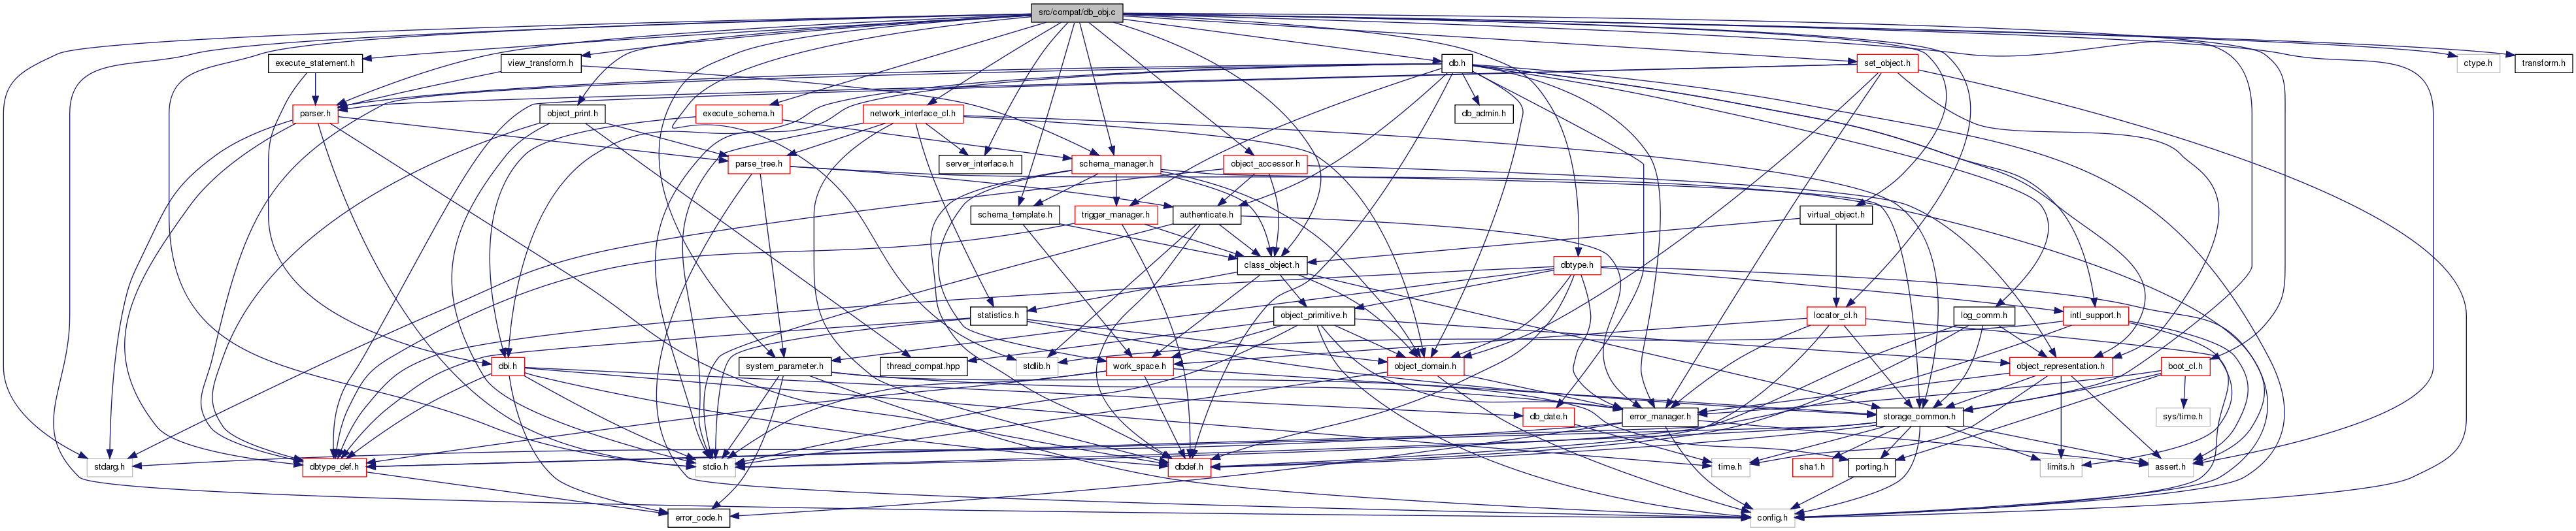 src/compat/db_obj.c
execute_statement.h
view_transform.h
db.h
set_object.h
ctype.h
transform.h
parser.h
object_print.h
execute_schema.h
network_interface_cl.h
db_admin.h
parse_tree.h
server_interface.h
schema_manager.h
object_accessor.h
schema_template.h
trigger_manager.h
authenticate.h
virtual_object.h
class_object.h
dbtype.h
statistics.h
object_primitive.h
locator_cl.h
log_comm.h
intl_support.h
dbi.h
system_parameter.h
thread_compat.hpp
stdlib.h
work_space.h
object_domain.h
object_representation.h
boot_cl.h
db_date.h
error_manager.h
storage_common.h
sys/time.h
stdarg.h
dbtype_def.h
stdio.h
dbdef.h
time.h
sha1.h
porting.h
limits.h
assert.h
error_code.h
config.h